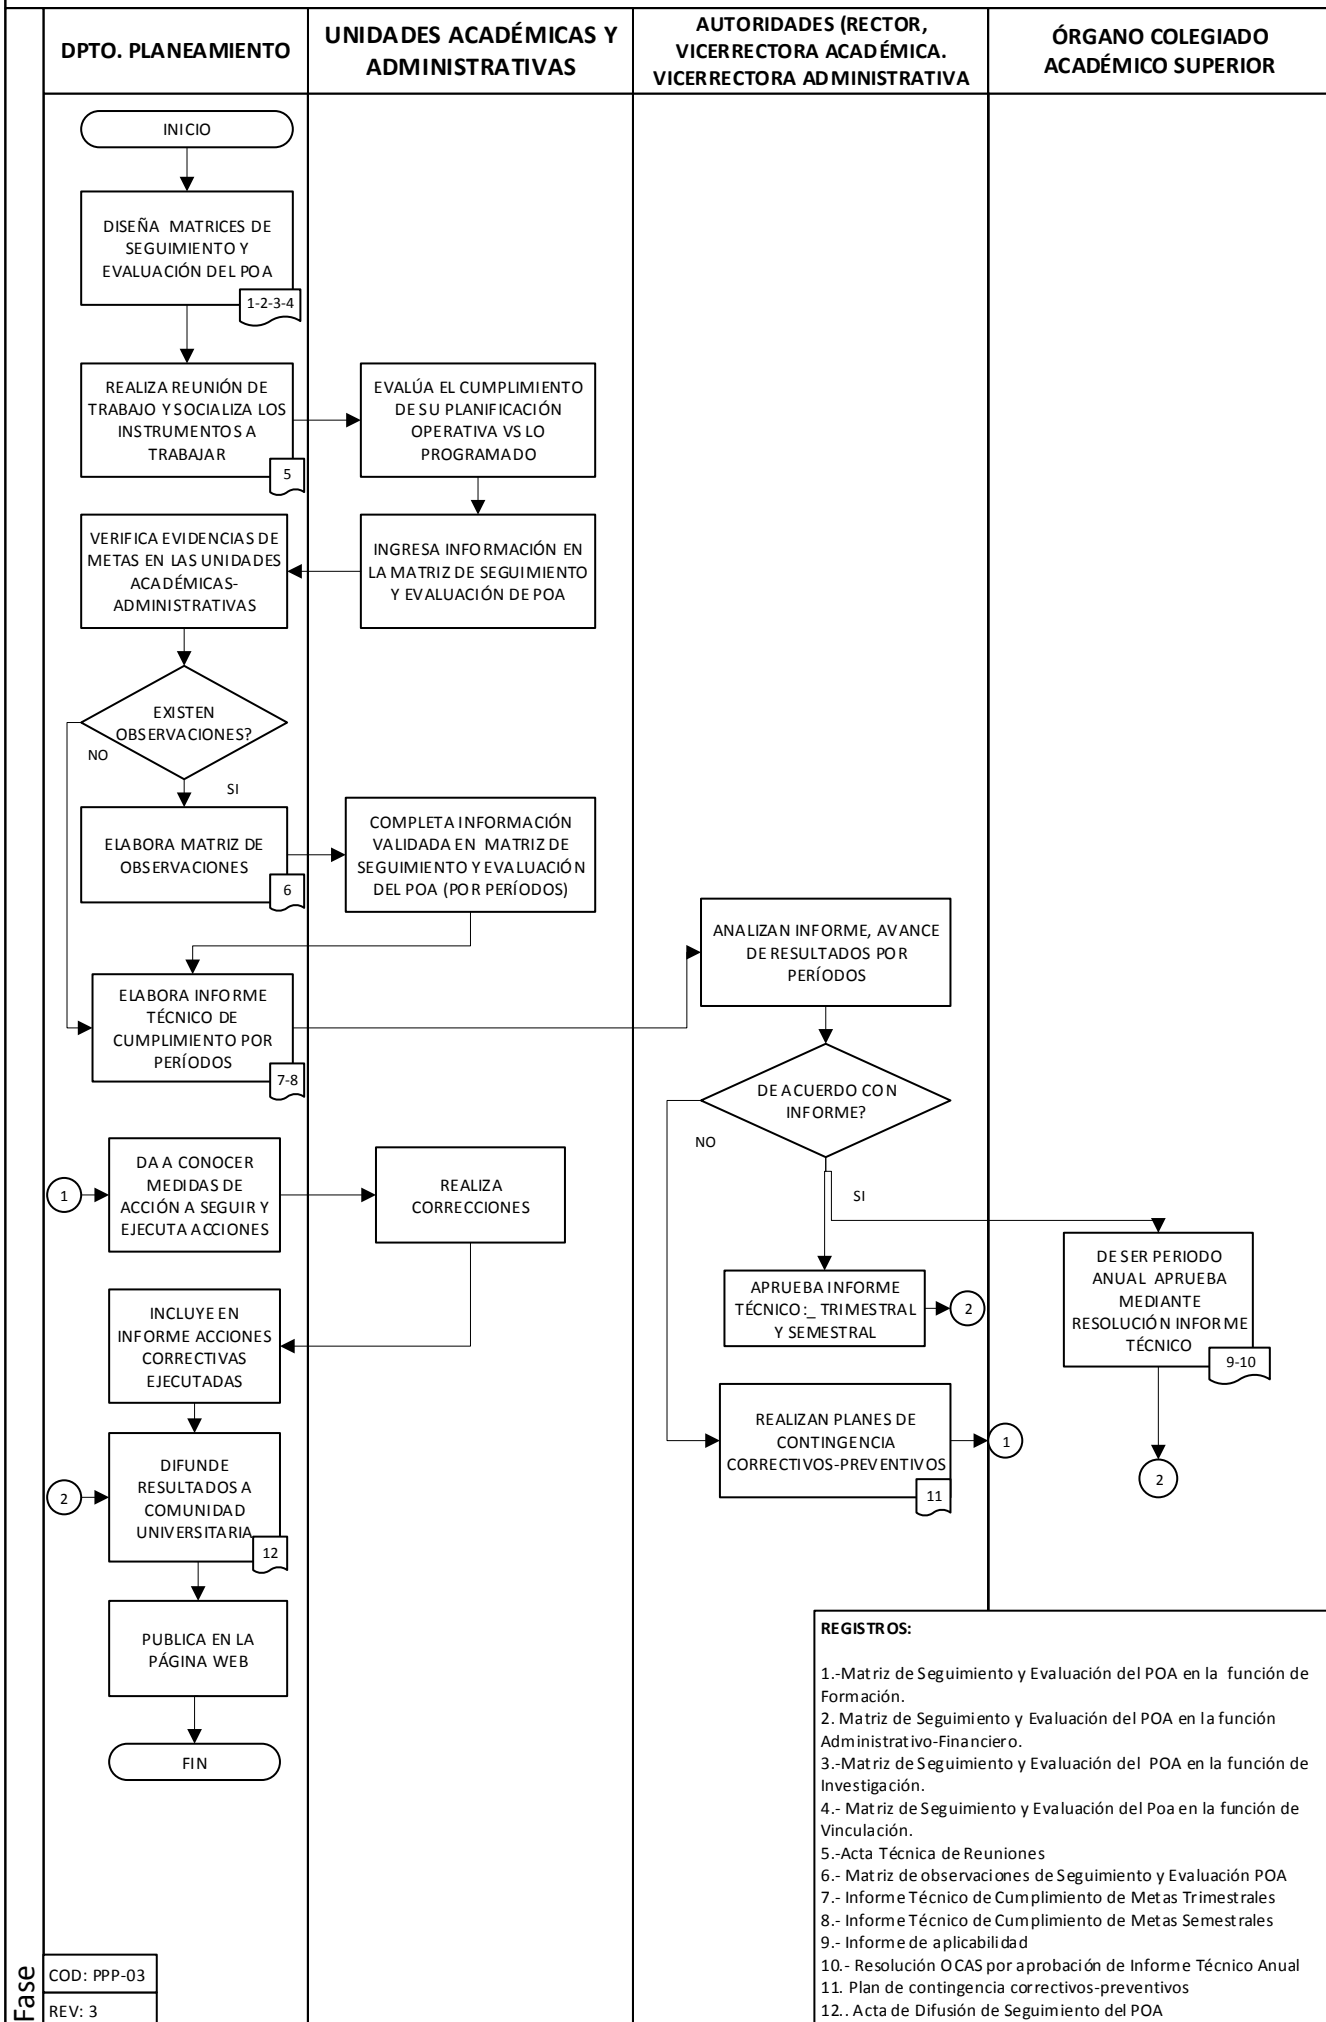 DPTO. PLANEAMIENTO
UNIDADES ACADÉMICAS Y
ADMINISTRATIVAS
AUTORIDADES (RECTOR,
VICERRECTORA ACADÉMICA.
VICERRECTORA ADMINISTRATIVA
ÓRGANO COLEGIADO
ACADÉMICO SUPERIOR
INICIO
DISEÑA MATRICES DE
SEGUIMIENTO Y
EVALUACIÓN DEL POA
1-2-3-4
REALIZA REUNIÓN DE
TRABAJO Y SOCIALIZA LOS
INSTRUMENTOS A
TRABAJAR
5
EVALÚA EL CUMPLIMIENTO
DE SU PLANIFICACIÓN
OPERATIVA VS LO
PROGRAMADO
VERIFICA EVIDENCIAS DE
METAS EN LAS UNIDADES
ACADÉMICAS-
ADMINISTRATIVAS
INGRESA INFORMACIÓN EN
LA MATRIZ DE SEGUIMIENTO
Y EVALUACIÓN DE POA
EXISTEN
OBSERVACIONES?
NO
SI
ELABORA MATRIZ DE
OBSERVACIONES
6
COMPLETA INFORMACIÓN
VALIDADA EN MATRIZ DE
SEGUIMIENTO Y EVALUACIÓN
DEL POA (POR PERÍODOS)
ANALIZAN INFORME, AVANCE
DE RESULTADOS POR
PERÍODOS
ELABORA INFORME
TÉCNICO DE
CUMPLIMIENTO POR
PERÍODOS
7-8
DE ACUERDO CON
INFORME?
NO
SI
1
DA A CONOCER
MEDIDAS DE
ACCIÓN A SEGUIR Y
EJECUTA ACCIONES
REALIZA
CORRECCIONES
APRUEBA INFORME
TÉCNICO:_ TRIMESTRAL
Y SEMESTRAL
2
DE SER PERIODO
ANUAL APRUEBA
MEDIANTE
RESOLUCIÓN INFORME
TÉCNICO
9-10
INCLUYE EN
INFORME ACCIONES
CORRECTIVAS
EJECUTADAS
REALIZAN PLANES DE
CONTINGENCIA
CORRECTIVOS-PREVENTIVOS
11
1
2
2
DIFUNDE
RESULTADOS A
COMUNIDAD
UNIVERSITARIA
12
PUBLICA EN LA
PÁGINA WEB
FIN
REGISTROS:
1.-Matriz de Seguimiento y Evaluación del POA en la función de
Formación.
2. Matriz de Seguimiento y Evaluación del POA en la función
Administrativo-Financiero.
3.-Matriz de Seguimiento y Evaluación del POA en la función de
Investigación.
4.- Matriz de Seguimiento y Evaluación del Poa en la función de
Vinculación.
5.-Acta Técnica de Reuniones
6.- Matriz de observaciones de Seguimiento y Evaluación POA
7.- Informe Técnico de Cumplimiento de Metas Trimestrales
8.- Informe Técnico de Cumplimiento de Metas Semestrales
9.- Informe de aplicabilidad
10.- Resolución OCAS por aprobación de Informe Técnico Anual
11. Plan de contingencia correctivos-preventivos
12.. Acta de Difusión de Seguimiento del POA
Fase
COD: PPP-03
REV: 3